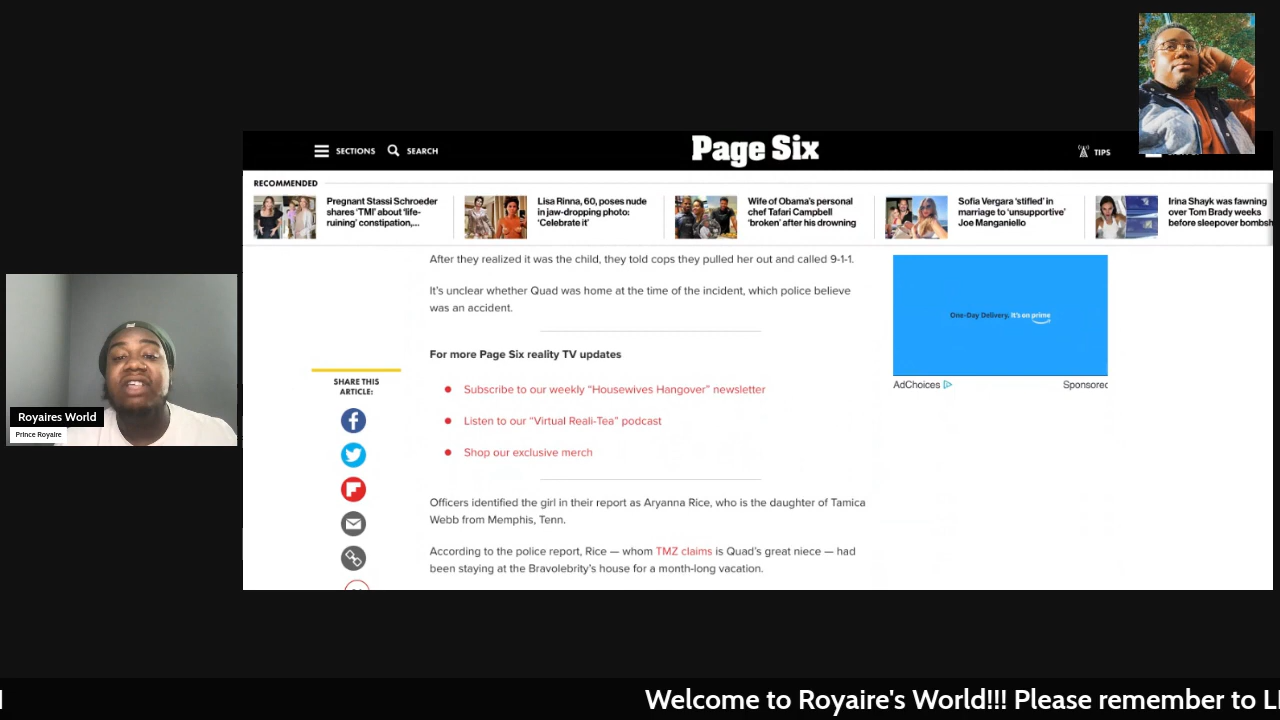 SECTIONS
SEARCH
Page Six
TIPS
RECOMMENDED
Pregnant Stassi Schroeder
shares ‘TMI’ about ‘life-
ruining’ constipation,...
Lisa Rinna, 60, poses nude
in jaw-dropping photo:
‘Celebrate it’
Wife of Obama’s personal
chef Tafari Campbell
‘broken’ after his drowning
Sofia Vergara ‘stifled’ in
marriage to ‘unsupportive’
Joe Manganiello
Irina Shayk was fawning
over Tom Brady weeks
before sleepover bombsh
After they realized it was the child, they told cops they pulled her out and called 9-1-1.
It’s unclear whether Quad was home at the time of the incident, which police believe
was an accident.
For more Page Six reality TV updates
Subscribe to our weekly “Housewives Hangover” newsletter
Listen to our “Virtual Reali-Tea” podcast
Shop our exclusive merch
Officers identified the girl in their report as Aryanna Rice, who is the daughter of Tamica
Webb from Memphis, Tenn.
According to the police report, Rice — whom TMZ claims is Quad’s great niece — had
been staying at the Bravolebrity’s house for a month-long vacation.
SHARE THIS
ARTICLE:
One-Day Delivery. It’s on prime
AdChoices
Sponsored
Royaires World
Prince Royaire
Welcome to Royaire's World!!! Please remember to LI